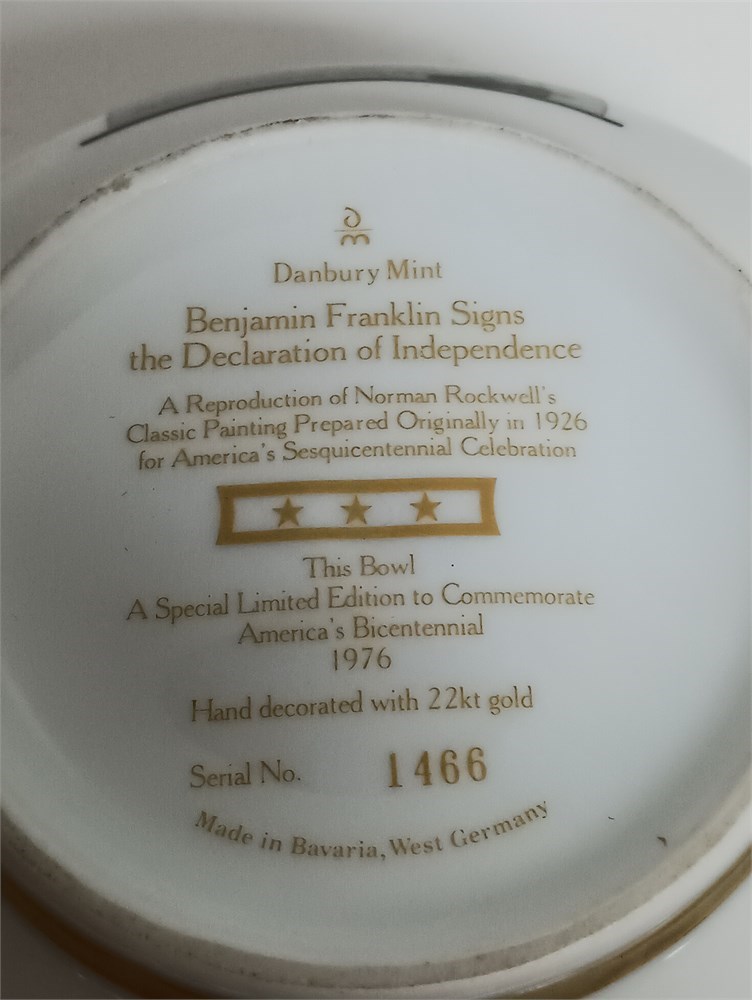 dm
Danbury Mint
Benjamin Franklin Signs
the Declaration of Independence
A Reproduction of Norman Rockwell's
Classic Painting Prepared Originally in 1926
for America's Sesquicentennial Celebration
This Bowl
A Special Limited Edition to Commemorate
America's Bicentennial
1976
Hand decorated with 22kt gold
Serial No. 1466
Made in Bavaria, West Germany